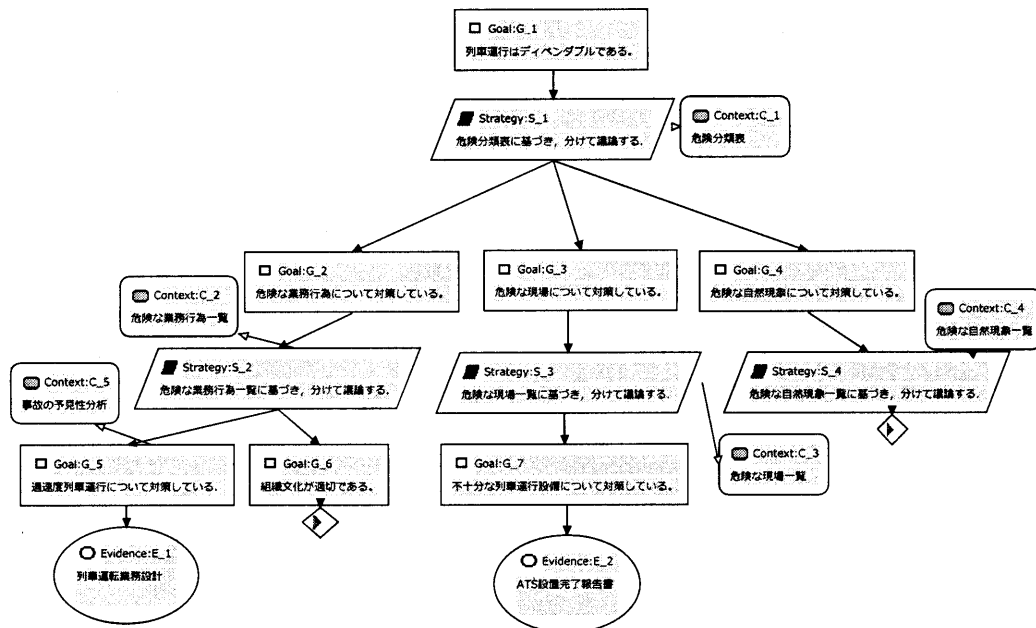 Goal:G_1
列車運行はディペンダブルである。
Strategy:S_1
危険分類表に基づき，分けて議論する.
Context:C_1
危険分類表
Goal:G_2
危険な業務行為について対策している。
Goal:G_3
危険な現場について対策している。
Goal:G_4
危険な自然現象について対策している。
Context:C_2
危険な業務行為一覧
Context:C_4
危険な自然現象一覧
Strategy:S_2
危険な業務行為一覧に基づき，分けて議論する.
Strategy:S_3
危険な現場一覧に基づき，分けて議論する.
Strategy:S_4
危険な自然現象一覧に基づき，分けて議論する.
Context:C_5
事故の予見性分析
Goal:G_5
過速度列車運行について対策している.
Goal:G_6
組織文化が適切である。
Goal:G_7
不十分な列車運行設備について対策している。
Context:C_3
危険な現場一覧
Evidence:E_1
列車運転業務設計
Evidence:E_2
ATS設置完了報告書